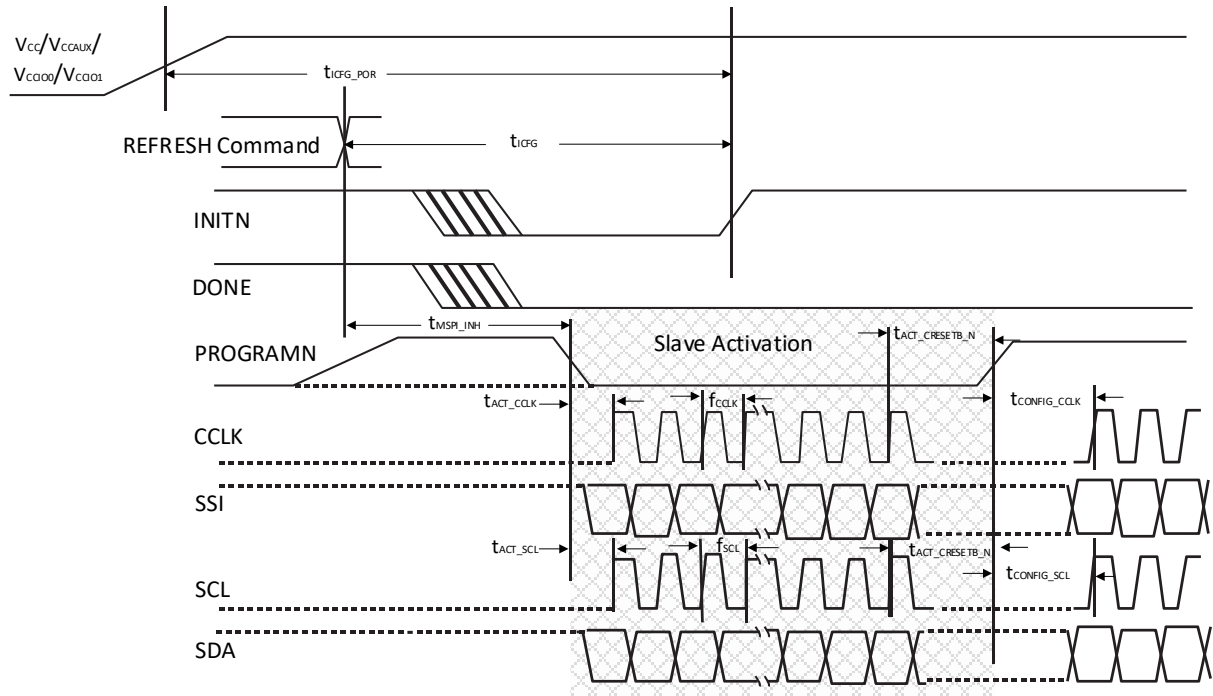 VCC/VCCAUX/
VCCIO0/VCCIO1
tICFG_POR
REFRESH Command
tICFG
INITN
DONE
tMSPI_INH
Slave Activation
tACT_CRESETB_N
PROGRAMN
tACT_CCLK
fCCLK
tCONFIG_CCLK
CCLK
SSI
tACT_SCL
fSCL
tACT_CRESETB_N
tCONFIG_SCL
SCL
SDA